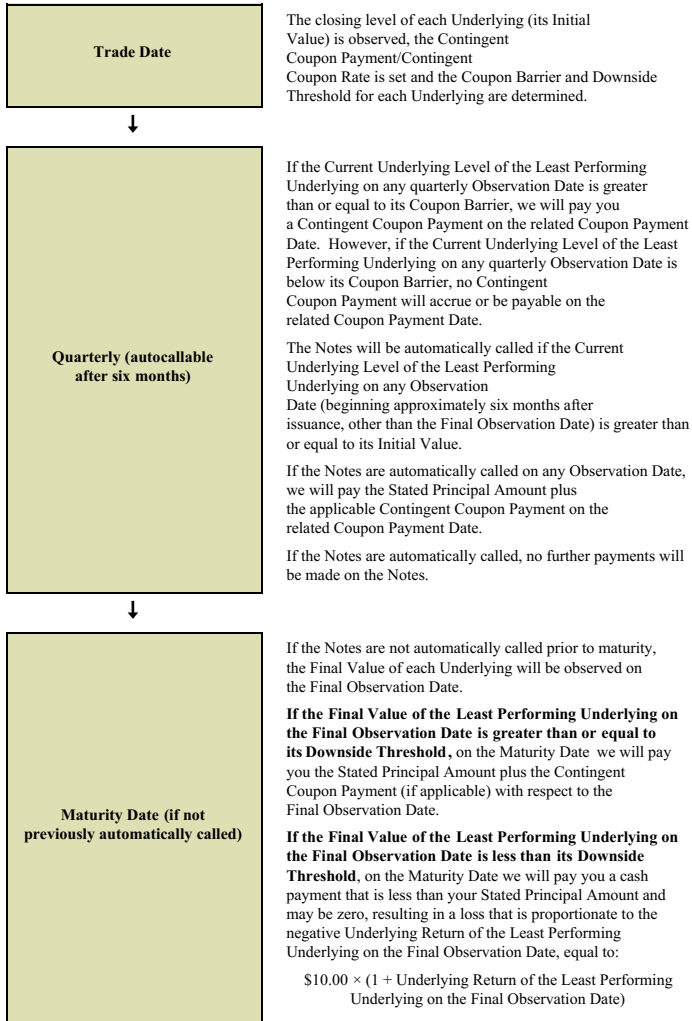 Trade Date
The closing level of each Underlying (its Initial
Value) is observed, the Contingent
Coupon Payment/Contingent
Coupon Rate is set and the Coupon Barrier and Downside
Threshold for each Underlying are determined.
↓
Quarterly (autocallable
after six months)
If the Current Underlying Level of the Least Performing
Underlying on any quarterly Observation Date is greater
than or equal to its Coupon Barrier, we will pay you
a Contingent Coupon Payment on the related Coupon Payment
Date. However, if the Current Underlying Level of the Least
Performing Underlying on any quarterly Observation Date is
below its Coupon Barrier, no Contingent
Coupon Payment will accrue or be payable on the
related Coupon Payment Date.
The Notes will be automatically called if the Current
Underlying Level of the Least Performing
Underlying on any Observation
Date (beginning approximately six months after
issuance, other than the Final Observation Date) is greater than
or equal to its Initial Value.
If the Notes are automatically called on any Observation Date,
we will pay the Stated Principal Amount plus
the applicable Contingent Coupon Payment on the
related Coupon Payment Date.
If the Notes are automatically called, no further payments will
be made on the Notes.
↓
Maturity Date (if not
previously automatically called)
If the Notes are not automatically called prior to maturity,
the Final Value of each Underlying will be observed on
the Final Observation Date.
If the Final Value of the Least Performing Underlying on
the Final Observation Date is greater than or equal to
its Downside Threshold, on the Maturity Date we will pay
you the Stated Principal Amount plus the Contingent
Coupon Payment (if applicable) with respect to the
Final Observation Date.
If the Final Value of the Least Performing Underlying on
the Final Observation Date is less than its Downside
Threshold, on the Maturity Date we will pay you a cash
payment that is less than your Stated Principal Amount and
may be zero, resulting in a loss that is proportionate to the
negative Underlying Return of the Least Performing
Underlying on the Final Observation Date, equal to:
$10.00 × (1 + Underlying Return of the Least Performing
Underlying on the Final Observation Date)